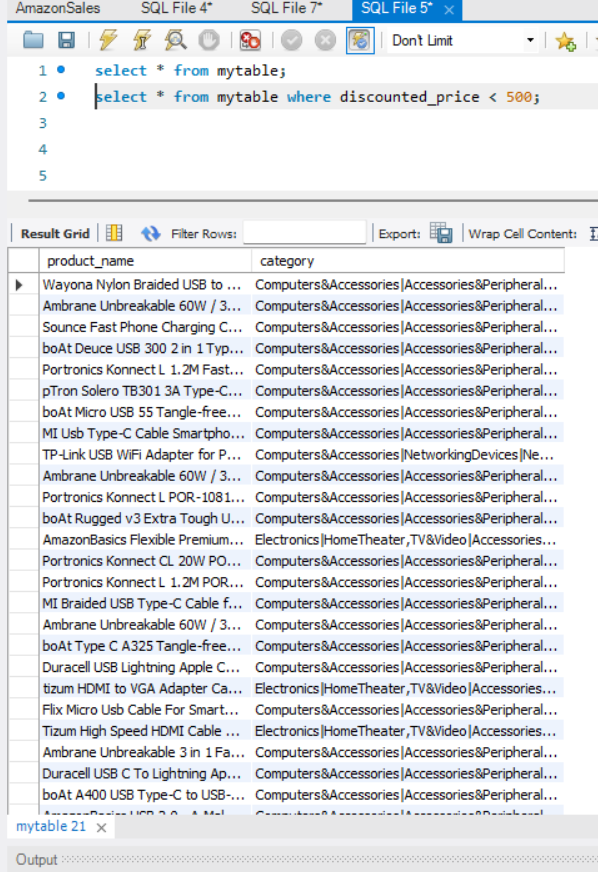 AmazonSales SQL File 4* SQL File 7* SQL File 5* ×
Don't Limit
1 select * from mytable;
2 select * from mytable where discounted_price < 500;
3
4
5
Result Grid Filter Rows: Export: Wrap Cell Content:
product_name category
Wayona Nylon Braided USB to ... Computers&Accessories|Accessories&Peripheral...
Ambrane Unbreakable 60W / 3... Computers&Accessories|Accessories&Peripheral...
Sounce Fast Phone Charging C... Computers&Accessories|Accessories&Peripheral...
boAt Deuce USB 300 2 in 1 Typ... Computers&Accessories|Accessories&Peripheral...
Portronics Konnect L 1.2M Fast... Computers&Accessories|Accessories&Peripheral...
pTron Solero TB301 3A Type-C... Computers&Accessories|Accessories&Peripheral...
boAt Micro USB 55 Tangle-free... Computers&Accessories|Accessories&Peripheral...
MI Usb Type-C Cable Smartpho... Computers&Accessories|Accessories&Peripheral...
TP-Link USB WiFi Adapter for P... Computers&Accessories|NetworkingDevices|Ne...
Ambrane Unbreakable 60W / 3... Computers&Accessories|Accessories&Peripheral...
Portronics Konnect L POR-1081... Computers&Accessories|Accessories&Peripheral...
boAt Rugged v3 Extra Tough U... Computers&Accessories|Accessories&Peripheral...
AmazonBasics Flexible Premium... Electronics|HomeTheater,TV&Video|Accessories...
Portronics Konnect CL 20W PO... Computers&Accessories|Accessories&Peripheral...
Portronics Konnect L 1.2M POR... Computers&Accessories|Accessories&Peripheral...
MI Braided USB Type-C Cable f... Computers&Accessories|Accessories&Peripheral...
Ambrane Unbreakable 60W / 3... Computers&Accessories|Accessories&Peripheral...
boAt Type C A325 Tangle-free... Computers&Accessories|Accessories&Peripheral...
Duracell USB Lightning Apple C... Computers&Accessories|Accessories&Peripheral...
tizum HDMI to VGA Adapter Ca... Electronics|HomeTheater,TV&Video|Accessories...
Flix Micro Usb Cable For Smart... Computers&Accessories|Accessories&Peripheral...
Tizum High Speed HDMI Cable ... Electronics|HomeTheater,TV&Video|Accessories...
Ambrane Unbreakable 3 in 1 Fa... Computers&Accessories|Accessories&Peripheral...
Duracell USB C To Lightning Ap... Computers&Accessories|Accessories&Peripheral...
boAt A400 USB Type-C to USB-... Computers&Accessories|Accessories&Peripheral...
mytable 21 ×
Output